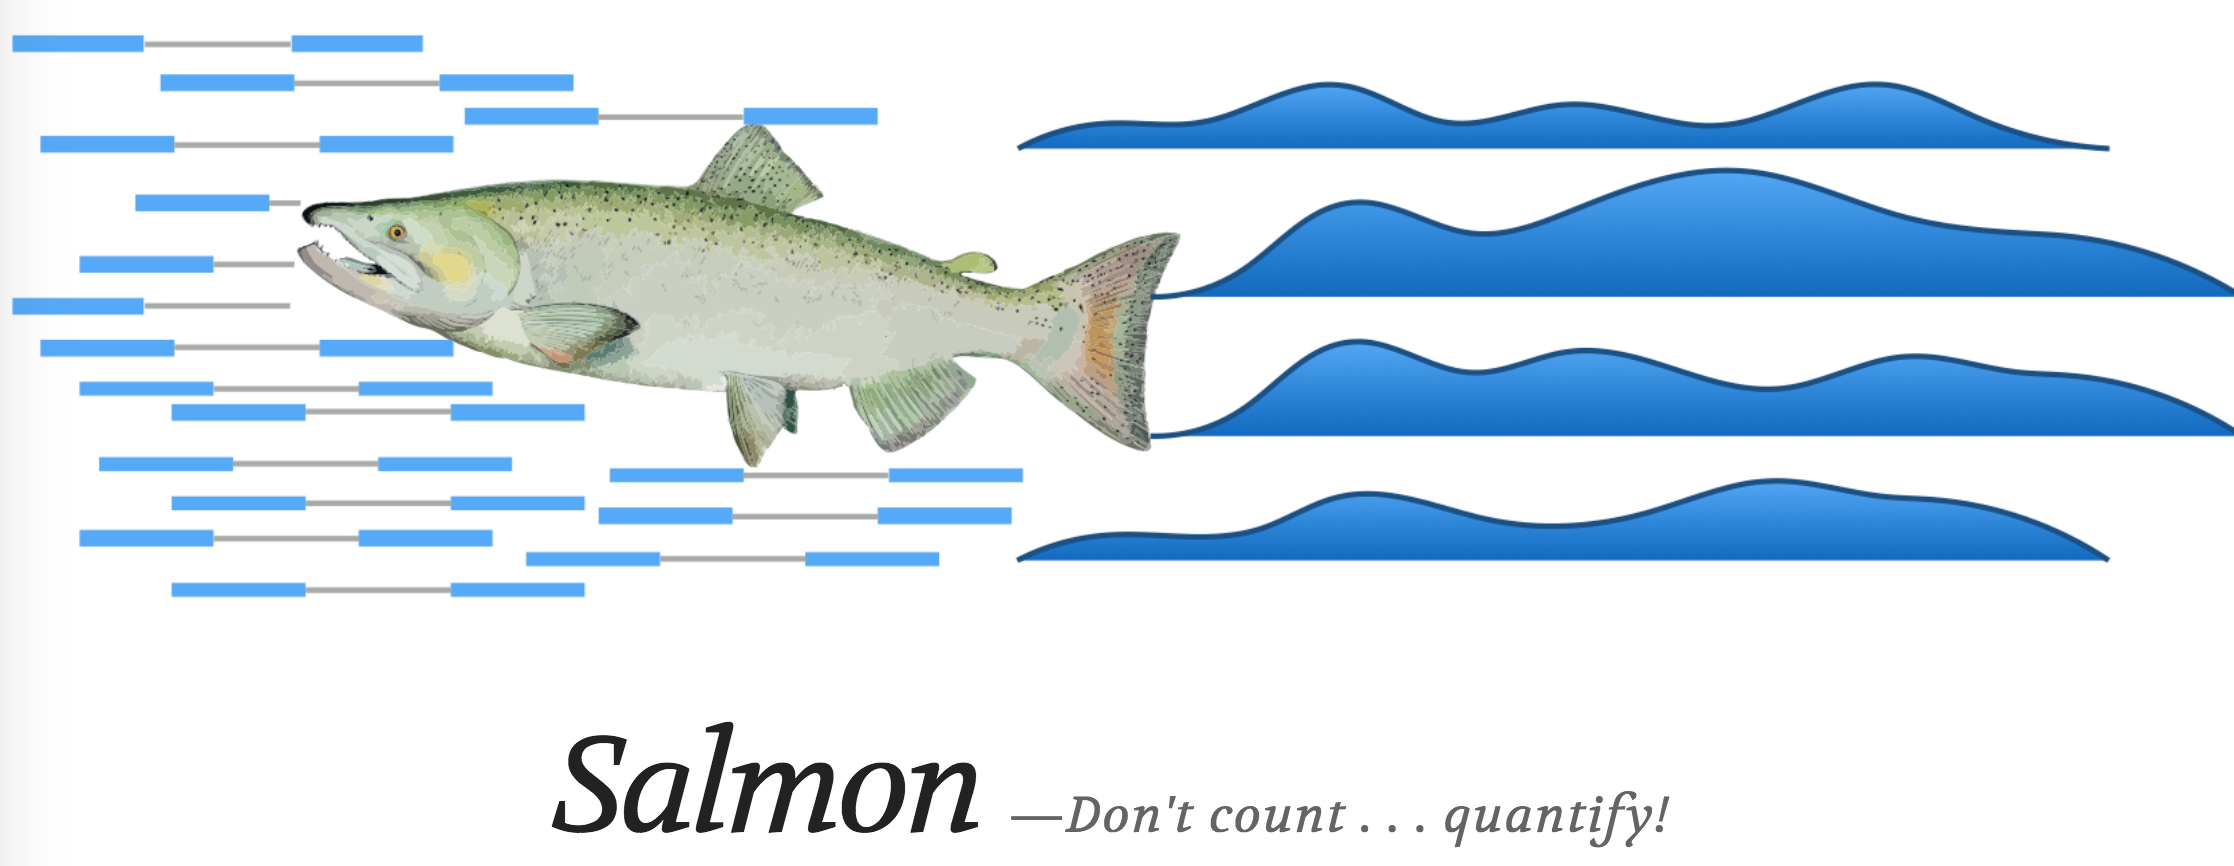 Salmon —Don't count . . . quantify!